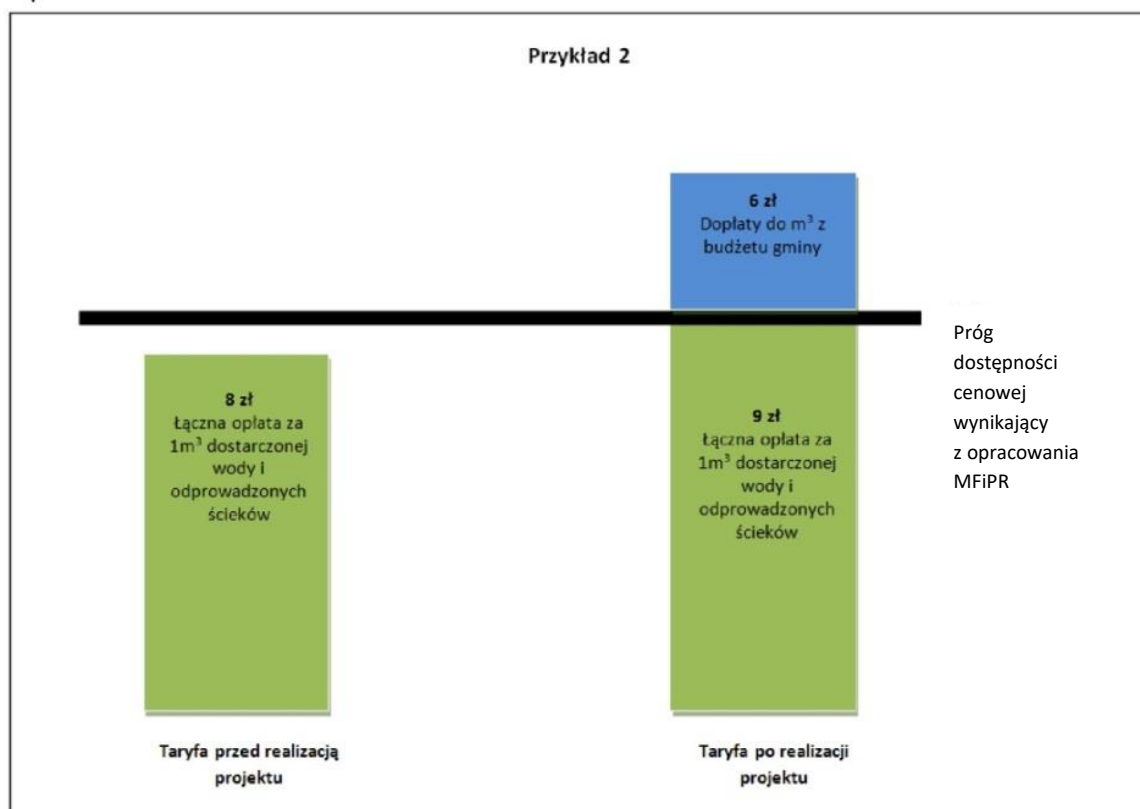 Przykład 2
6 zł
Dopłaty do m³ z
budżetu gminy
8 zł
Łączna opłata za
1m³ dostarczonej
wody i
odprowadzonych
ścieków
9 zł
Łączna opłata za
1m³ dostarczonej
wody i
odprowadzonych
ścieków
Próg
dostępności
cenowej
wynikający
z opracowania
MFiPR
Taryfa przed realizacją
projektu
Taryfa po realizacji
projektu